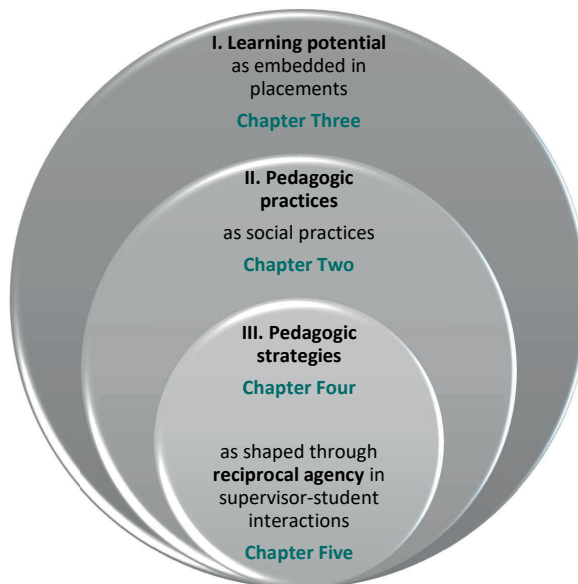 I. Learning potential
as embedded in
placements
Chapter Three
II. Pedagogic
practices
as social practices
Chapter Two
III. Pedagogic
strategies
Chapter Four
as shaped through
reciprocal agency in
supervisor-student
interactions
Chapter Five